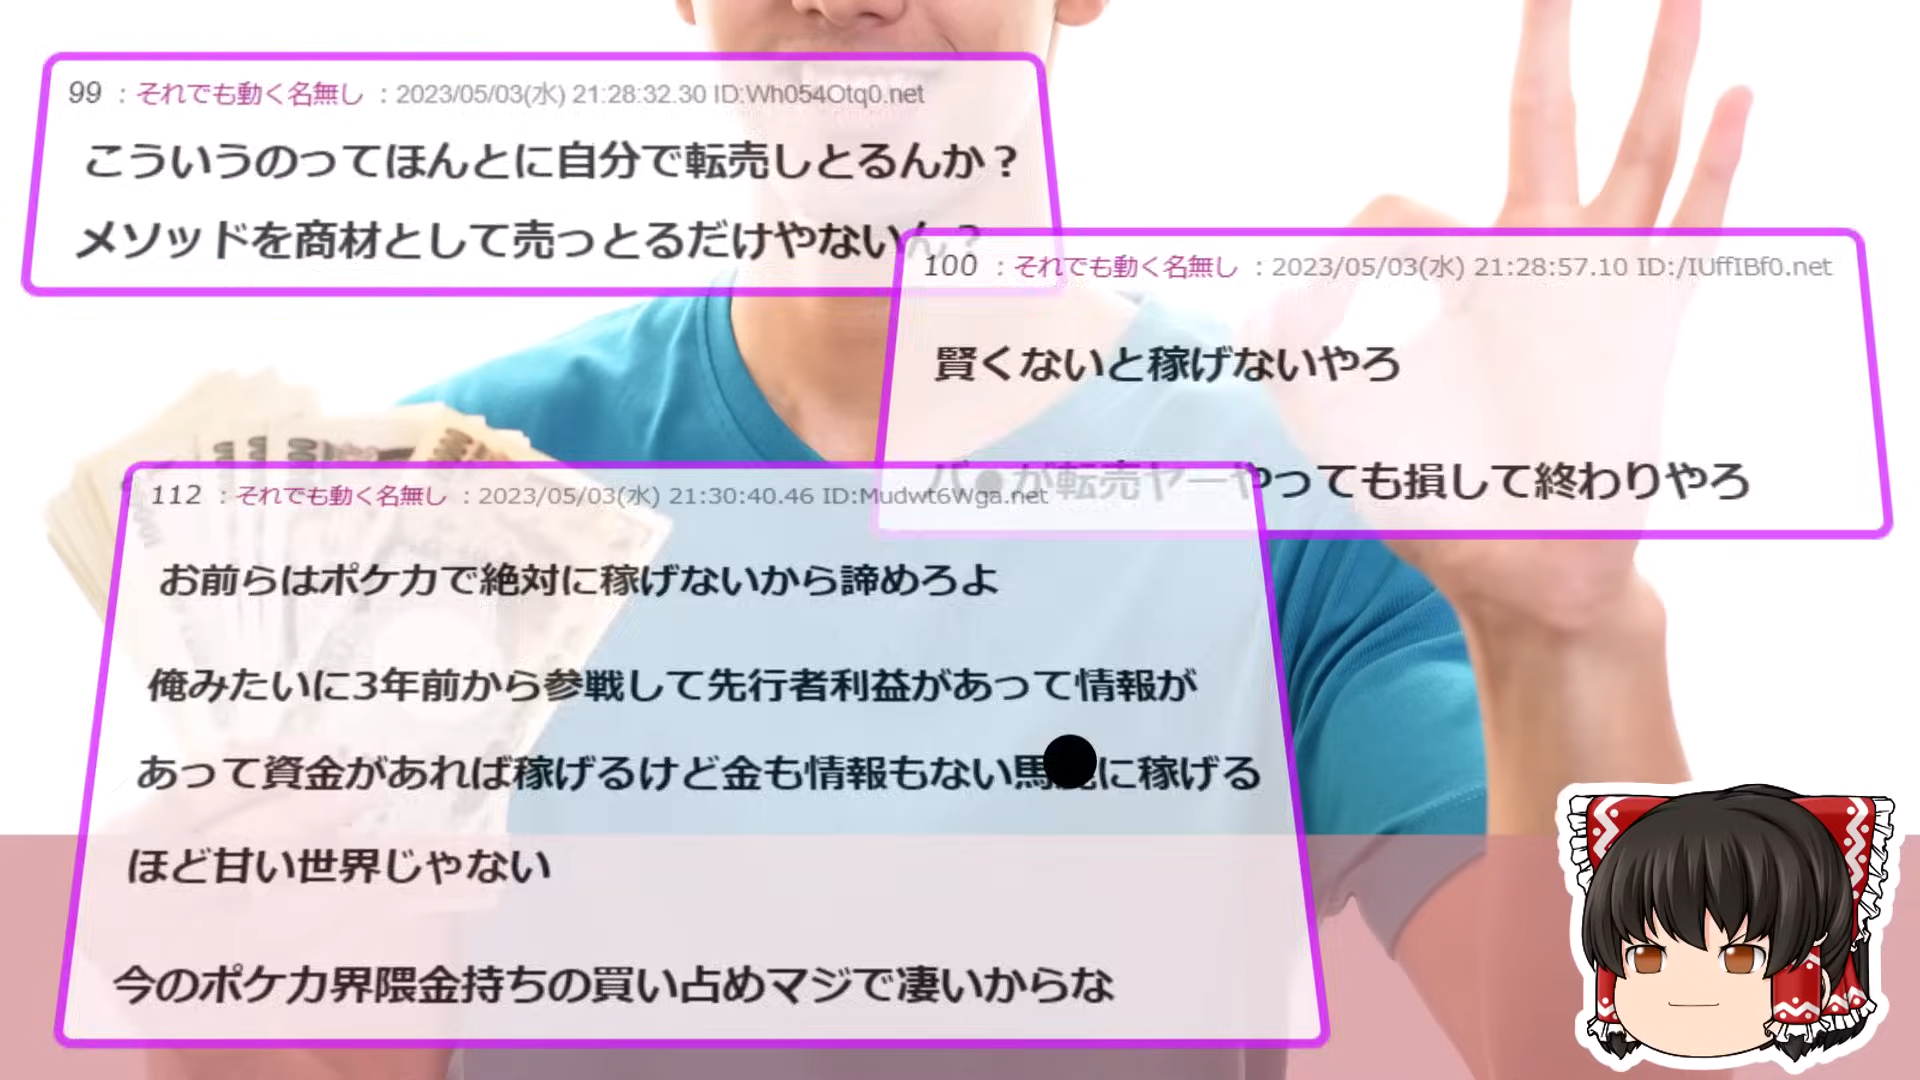 99 ：それでも動く名無し ：2023/05/03(水) 21:28:32.30 ID:Wh054Otq0.net
こういうのってほんとに自分で転売しとるんか？
メソッドを商材として売っとるだけやないん？
100 ：それでも動く名無し ：2023/05/03(水) 21:28:57.10 ID:/IUffIBf0.net
賢くないと稼げないやろ
バ●が転売ヤーやっても損して終わりやろ
112 ：それでも動く名無し ：2023/05/03(水) 21:30:40.46 ID:Mudwt6Wga.net
お前らはポケカで絶対に稼げないから諦めろよ
俺みたいに3年前から参戦して先行者利益があって情報が
あって資金があれば稼げるけど金も情報もない馬●に稼げる
ほど甘い世界じゃない
今のポケカ界隈金持ちの買い占めマジで凄いからな